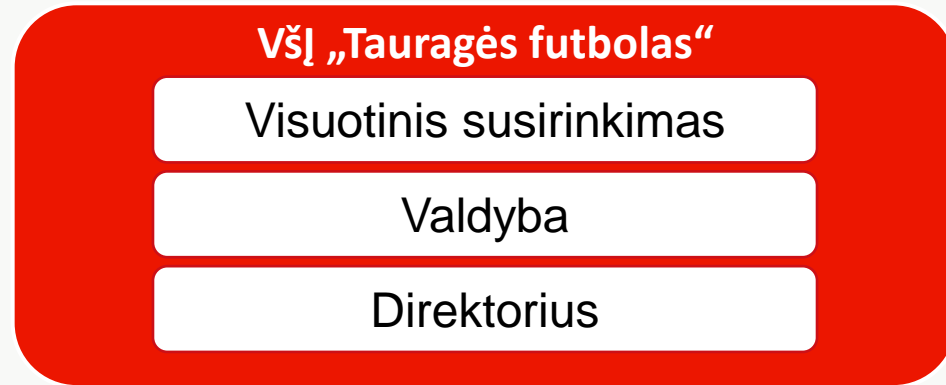 VšĮ „Tauragės futbolas“
Visuotinis susirinkimas
Valdyba
Direktorius